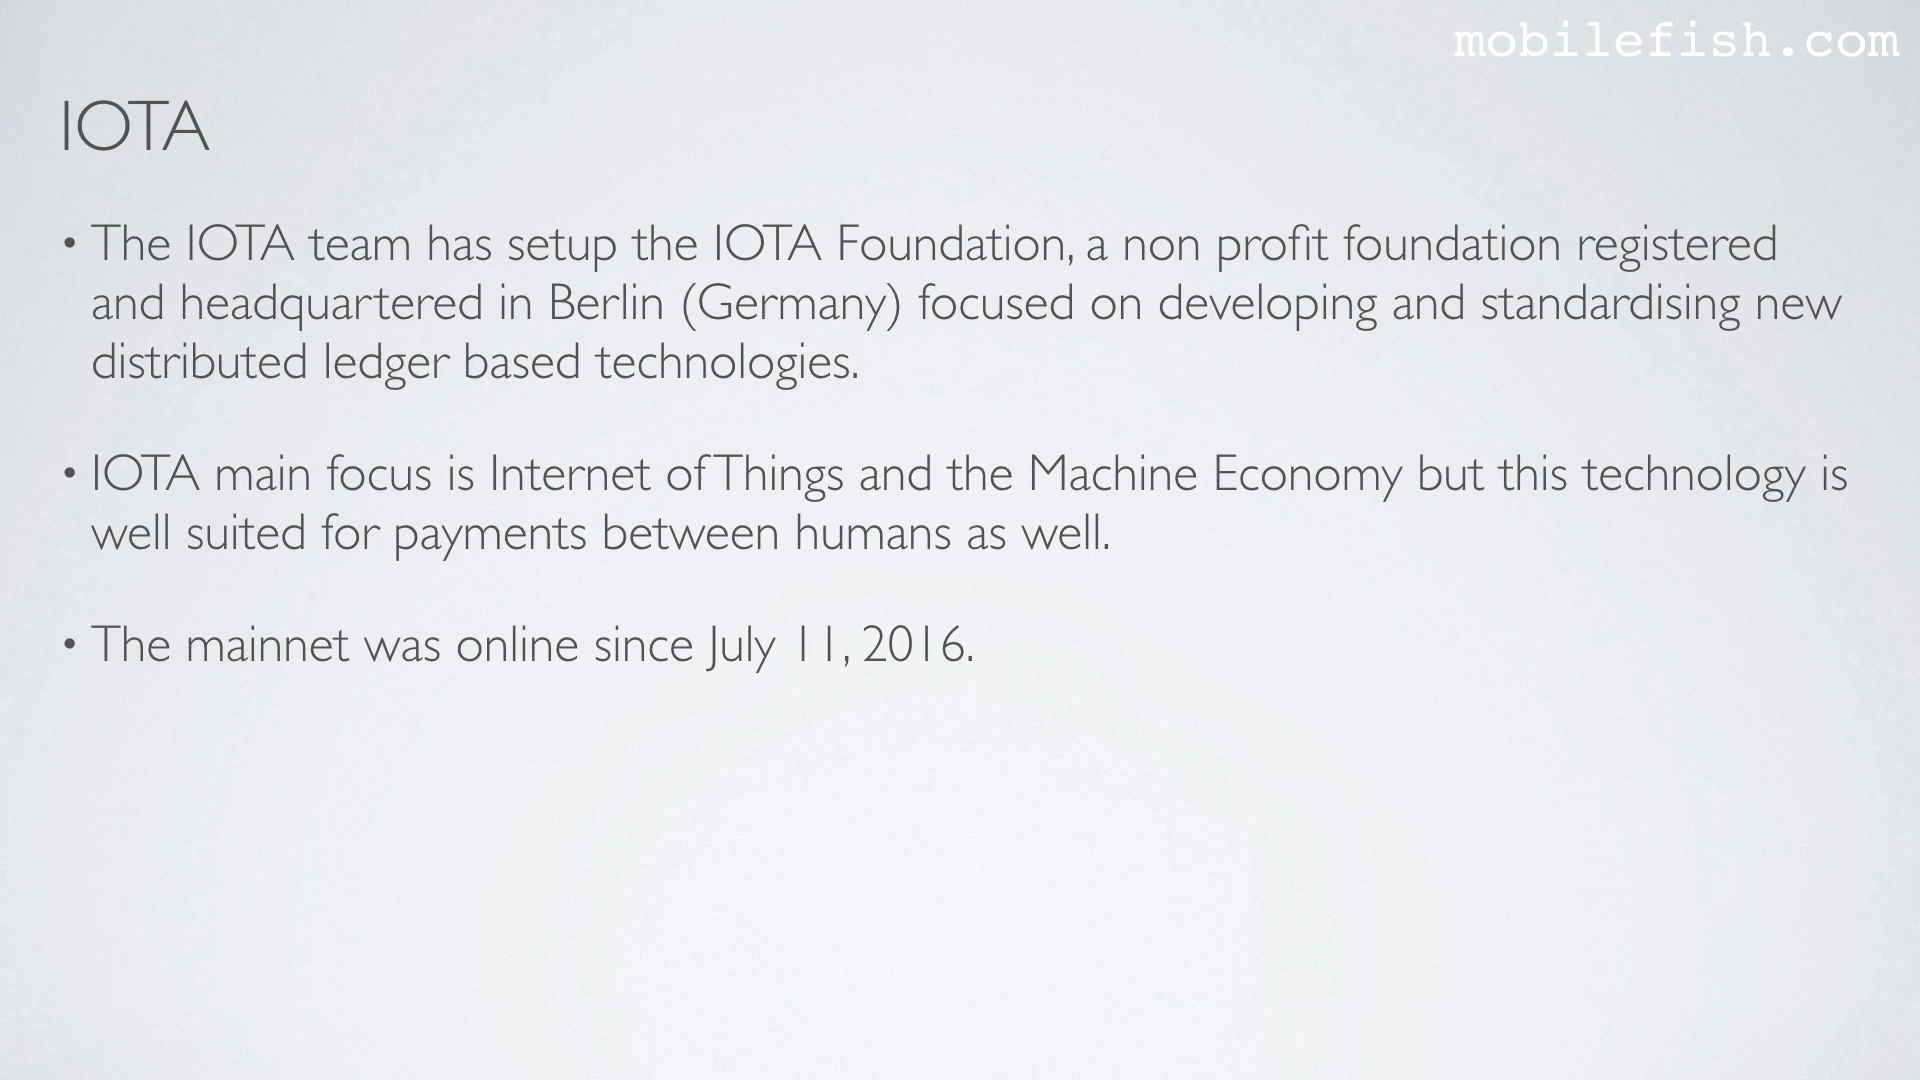 mobilefish.com
IOTA
• The IOTA team has setup the IOTA Foundation, a non profit foundation registered
and headquartered in Berlin (Germany) focused on developing and standardising new
distributed ledger based technologies.
• IOTA main focus is Internet of Things and the Machine Economy but this technology is
well suited for payments between humans as well.
• The mainnet was online since July 11, 2016.